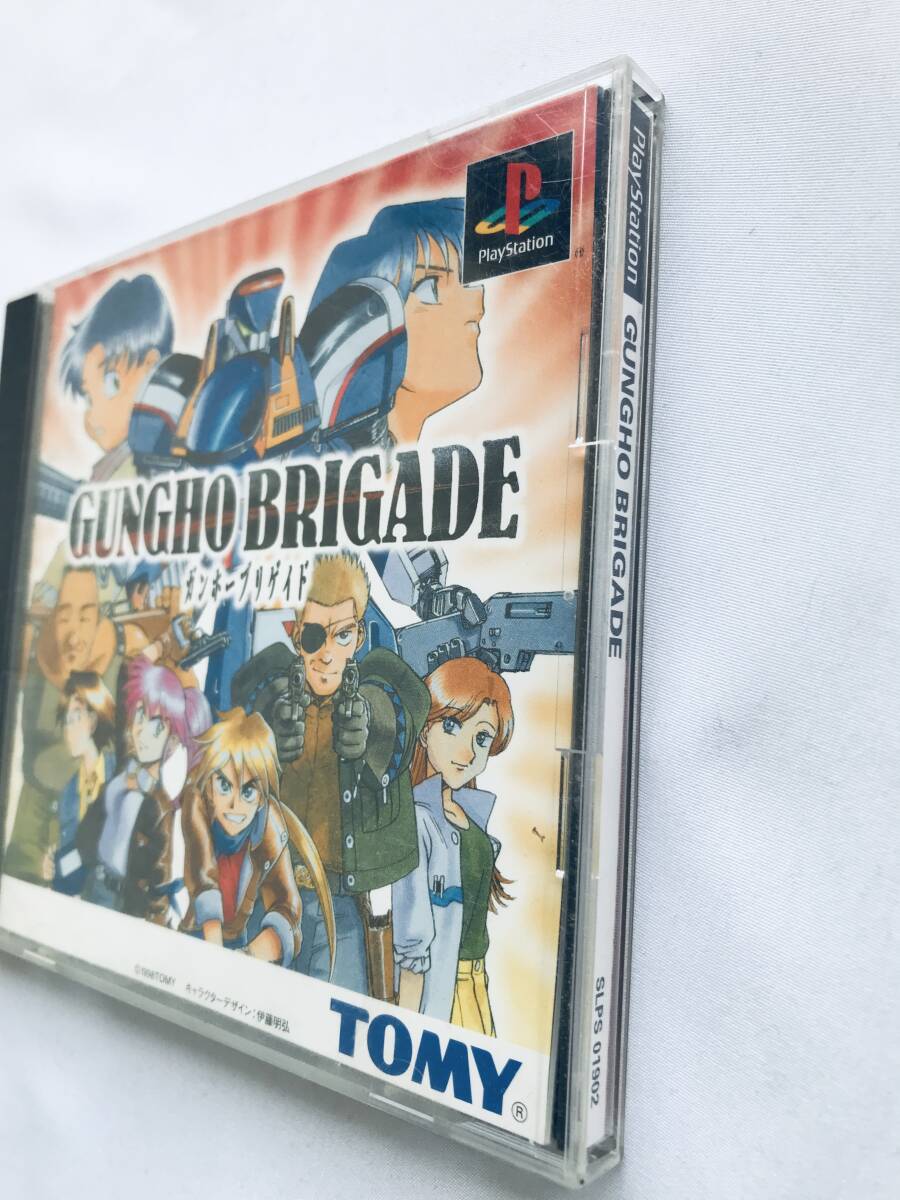 PlayStation
GUNGHO BRIGADE
ガンホーブリゲイド
©1998TOMY キャラクターデザイン:伊藤明弘
TOMY®
PlayStation GUNGHO BRIGADE SLPS 01902